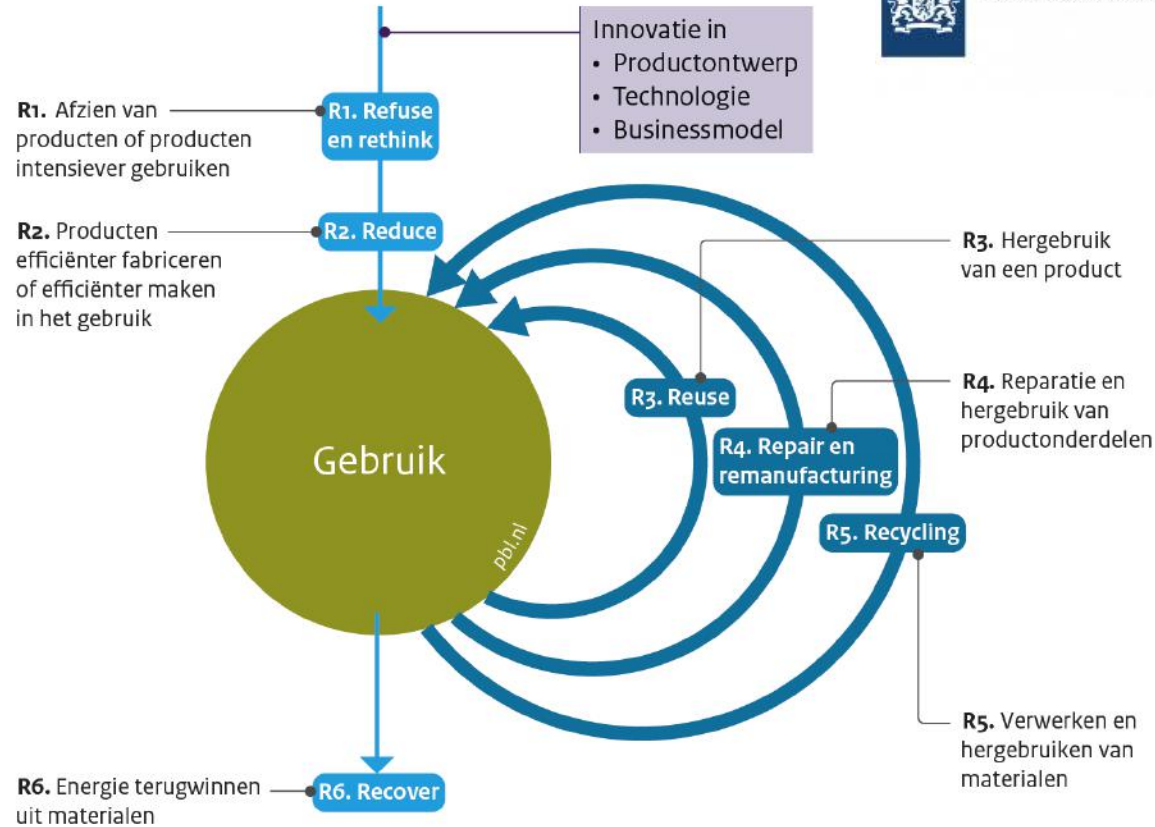 Innovatie in
• Productontwerp
• Technologie
• Businessmodel
R1. Afzien van
producten of producten
intensiever gebruiken
R1. Refuse
en rethink
R2. Producten
efficiënter fabriceren
of efficiënter maken
in het gebruik
R2. Reduce
R3. Hergebruik
van een product
R3. Reuse
R4. Reparatie en
hergebruik van
productonderdelen
R4. Repair en
remanufacturing
Gebruik
pbl.nl
R5. Recycling
R5. Verwerken en
hergebruiken van
materialen
R6. Energie terugwinnen
uit materialen
R6. Recover